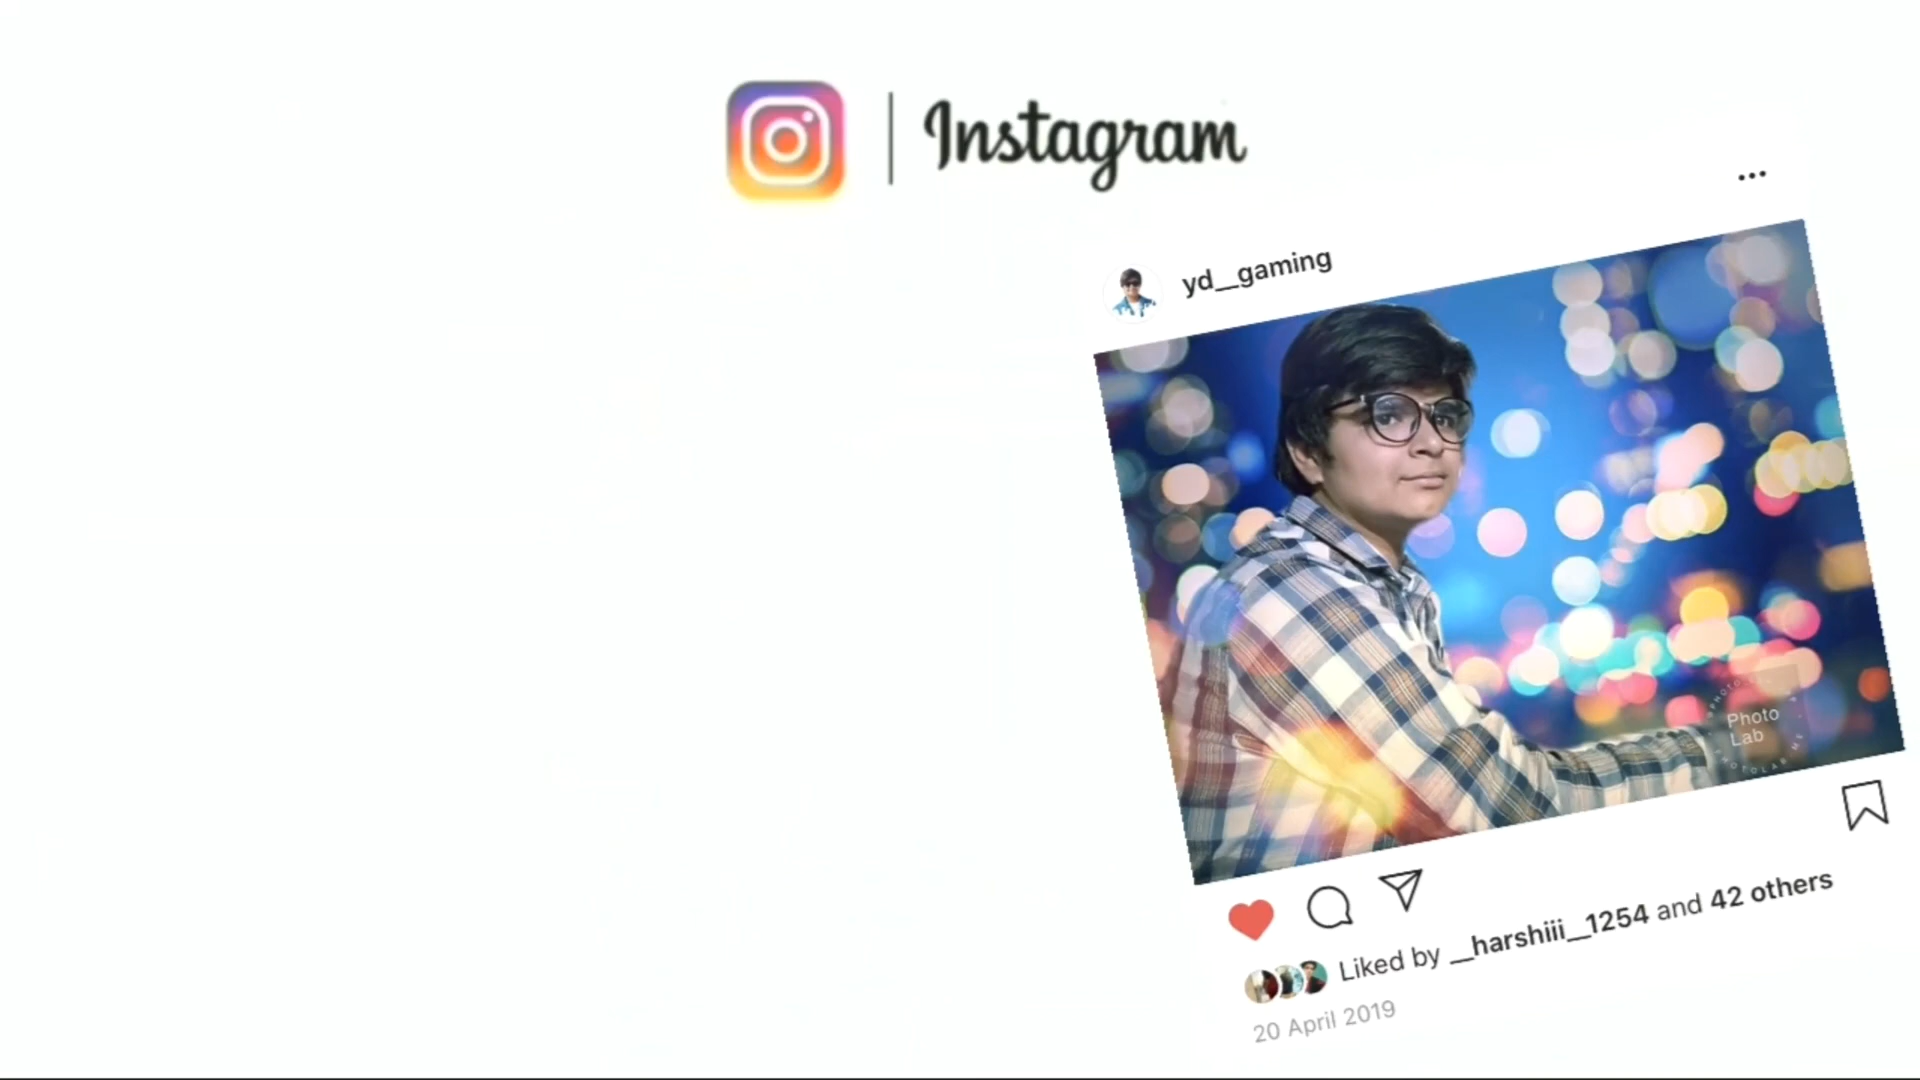 Instagram
yd__gaming
Photo
Lab
Liked by __harshiii__1254 and 42 others
20 April 2019